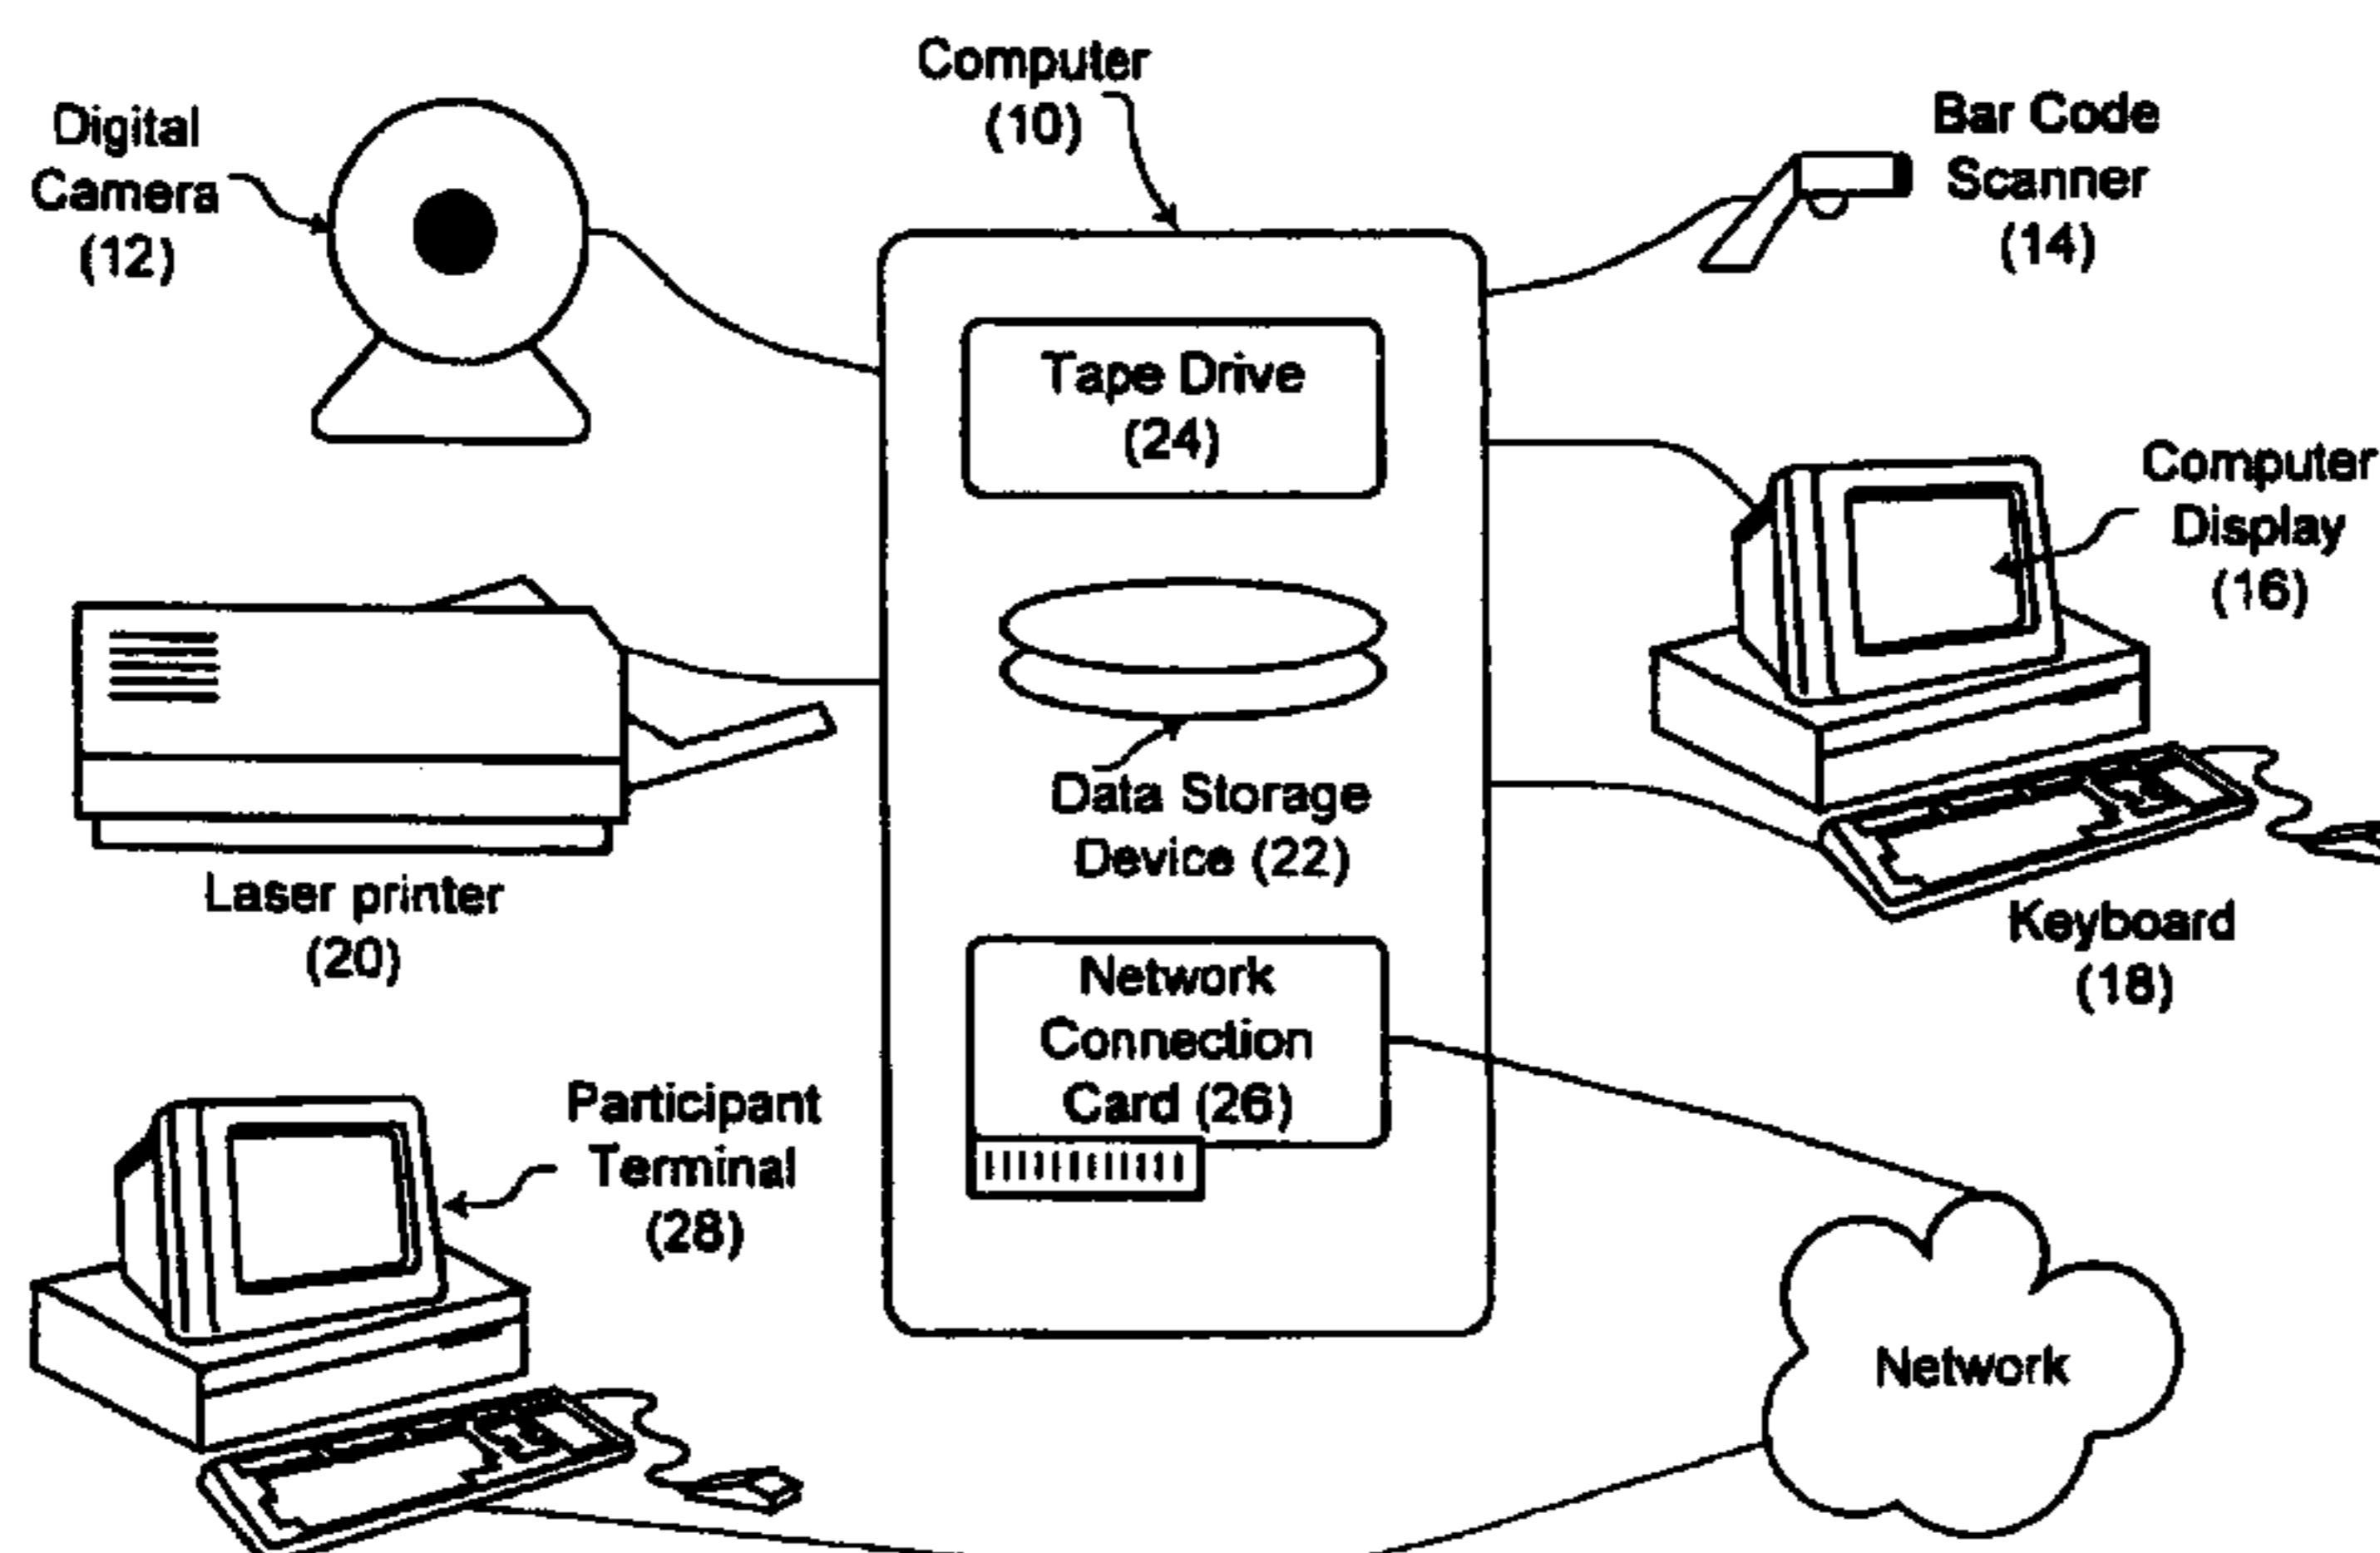 Computer
(10)
Digital
Camera
(12)
Bar Code
Scanner
(14)
Tape Drive
(24)
Computer
Display
(16)
Data Storage
Device (22)
Laser printer
(20)
Keyboard
(18)
Network
Connection
Card (26)
Participant
Terminal
(28)
Network